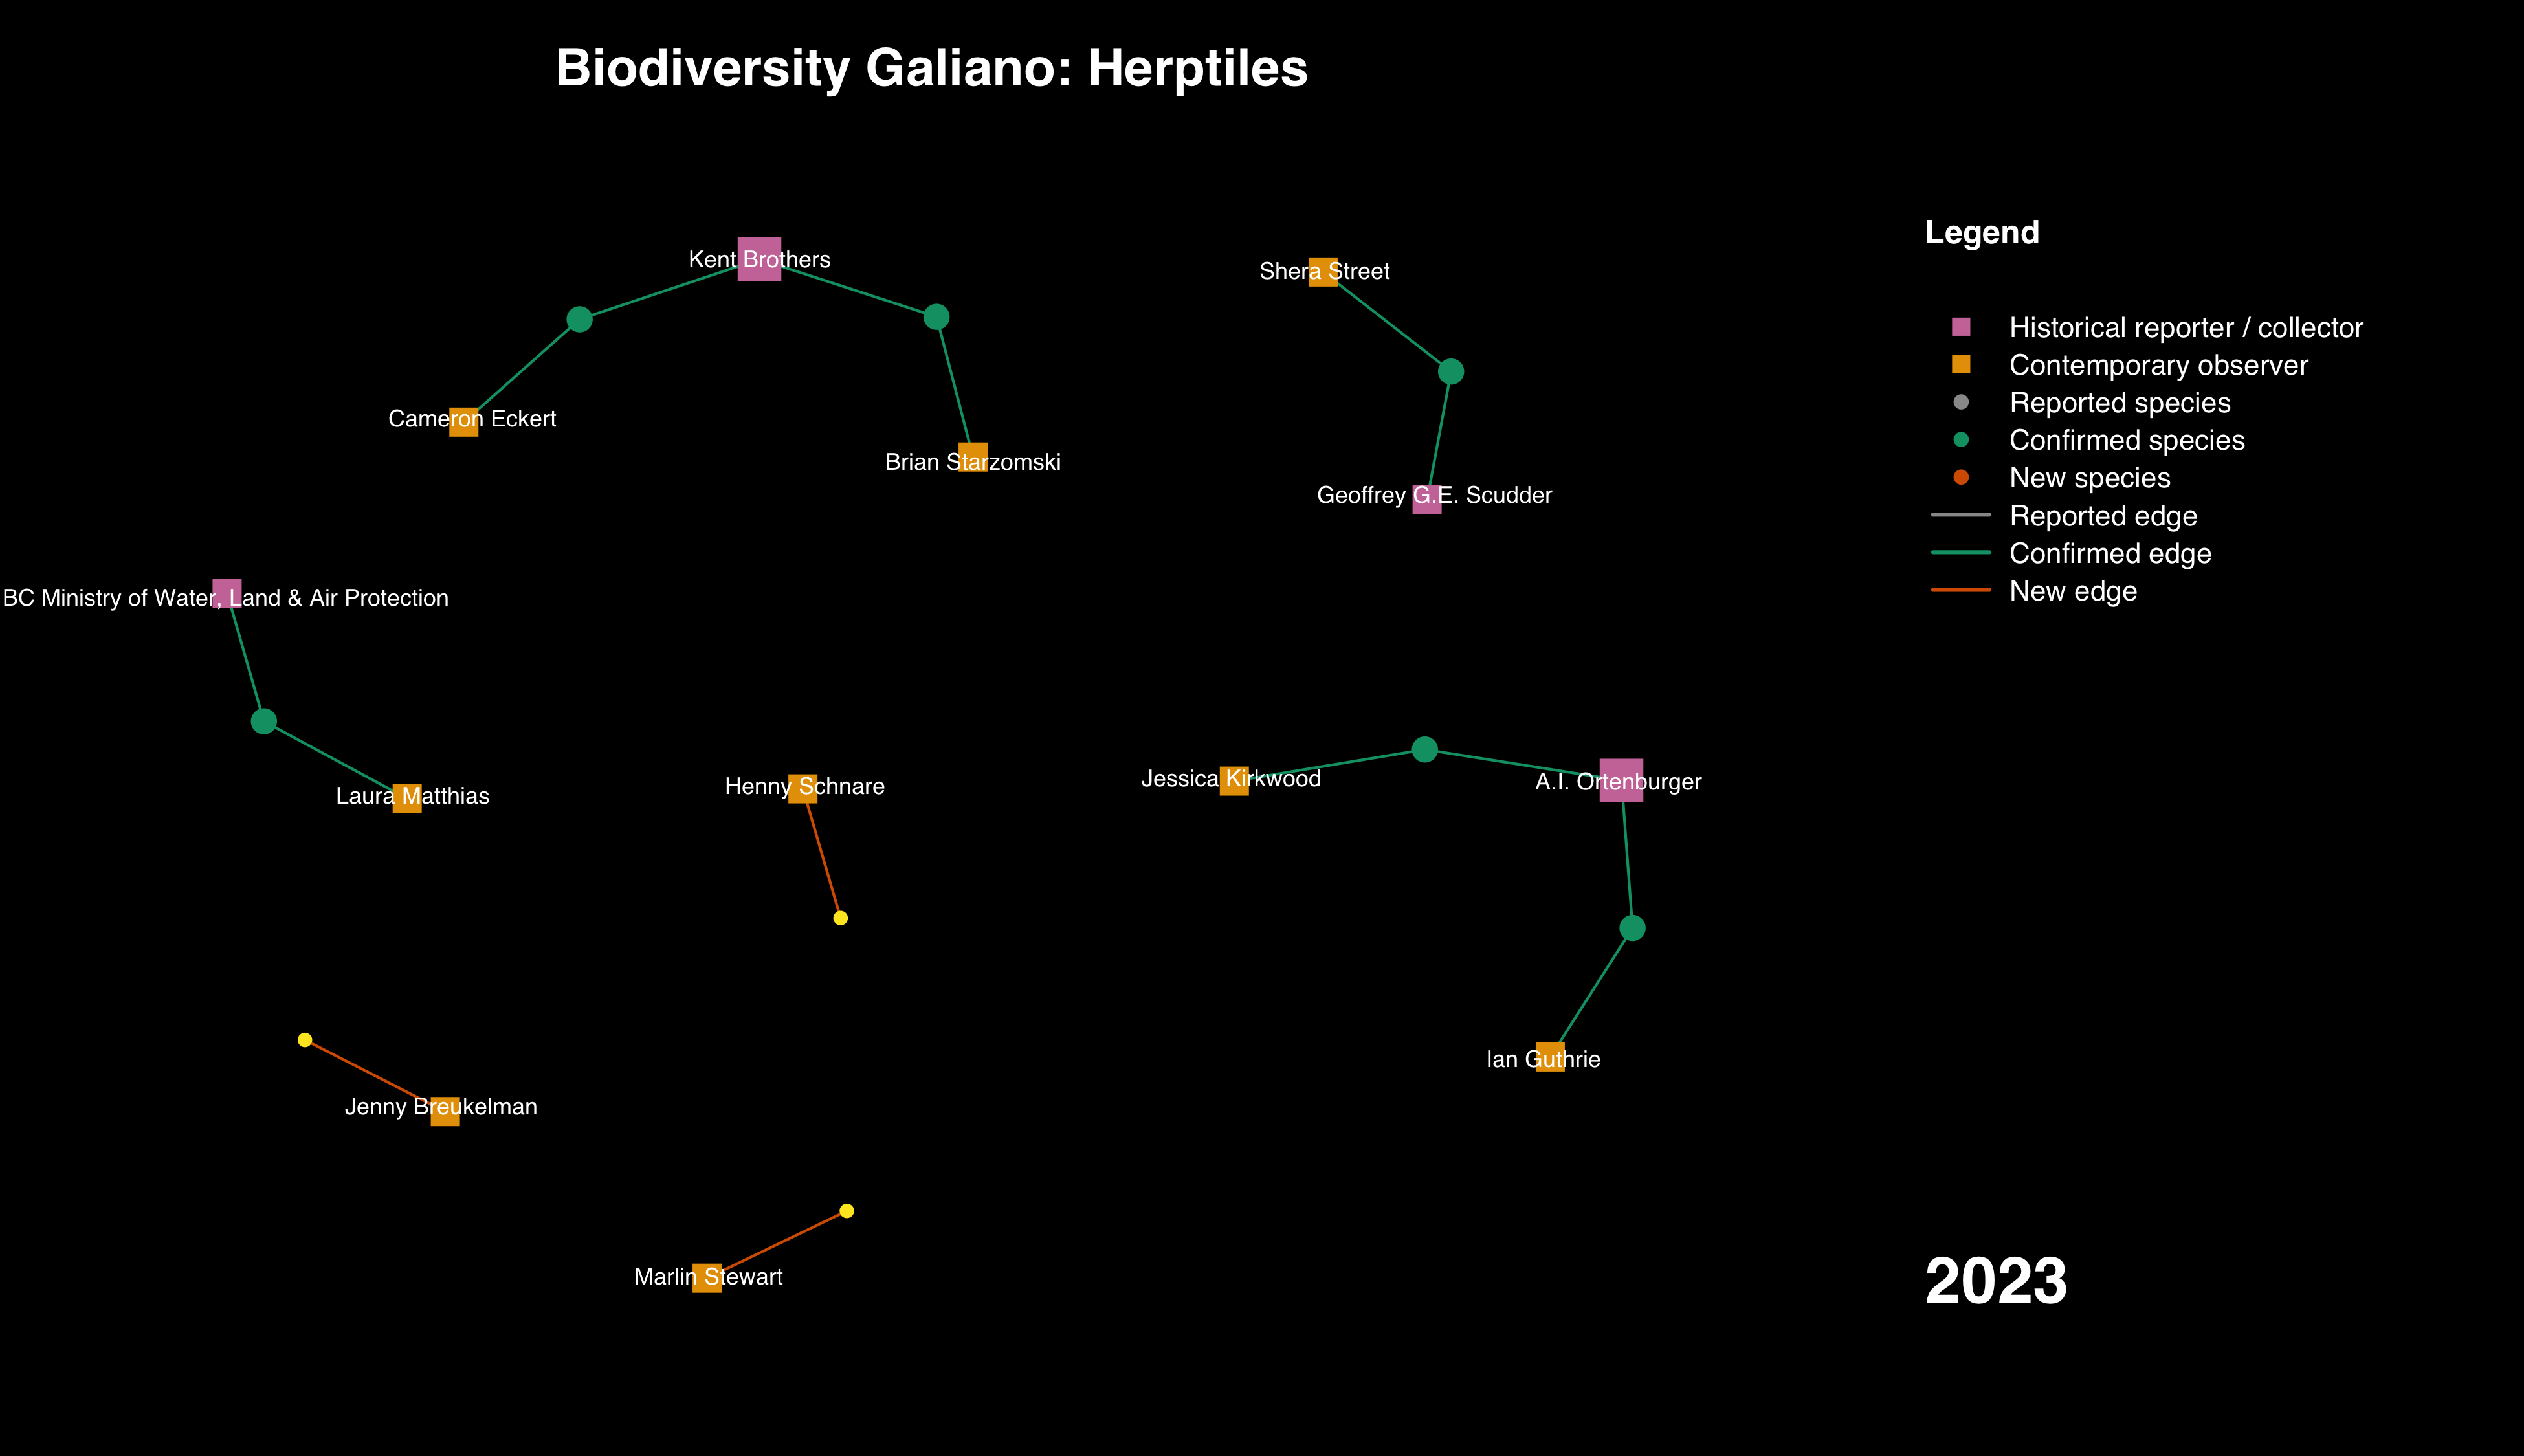 Biodiversity Galiano: Herptiles
Kent Brothers
Shera Street
Cameron Eckert
Brian Starzomski
Geoffrey G.E. Scudder
BC Ministry of Water, Land & Air Protection
Laura Matthias
Henny Schnare
Jessica Kirkwood
A.I. Ortenburger
Ian Guthrie
Jenny Breukelman
Marlin Stewart
Legend
Historical reporter / collector
Contemporary observer
Reported species
Confirmed species
New species
Reported edge
Confirmed edge
New edge
2023